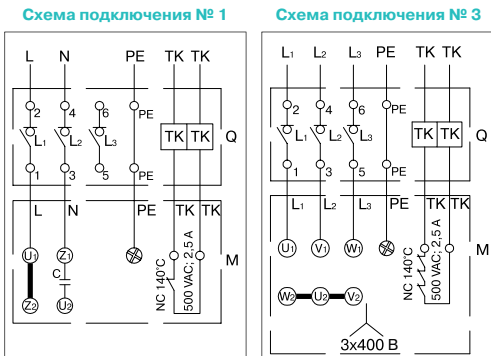 Схема подключения № 1
L N PE TK TK
2 4 6 PE
L1 L2 L3 TK TK Q
1 3 5 PE
L N PE TK TK
U1 Z1 M
C
Z2 U2
NC 140°C
500 VAC; 2,5 A
Схема подключения № 3
L1 L2 L3 PE TK TK
2 4 6 PE
L1 L2 L3 TK TK Q
1 3 5 PE
L1 L2 L3 PE TK TK
U1 V1 W1 M
W2 U2 V2
NC 140°C
500 VAC; 2,5 A
3x400 В